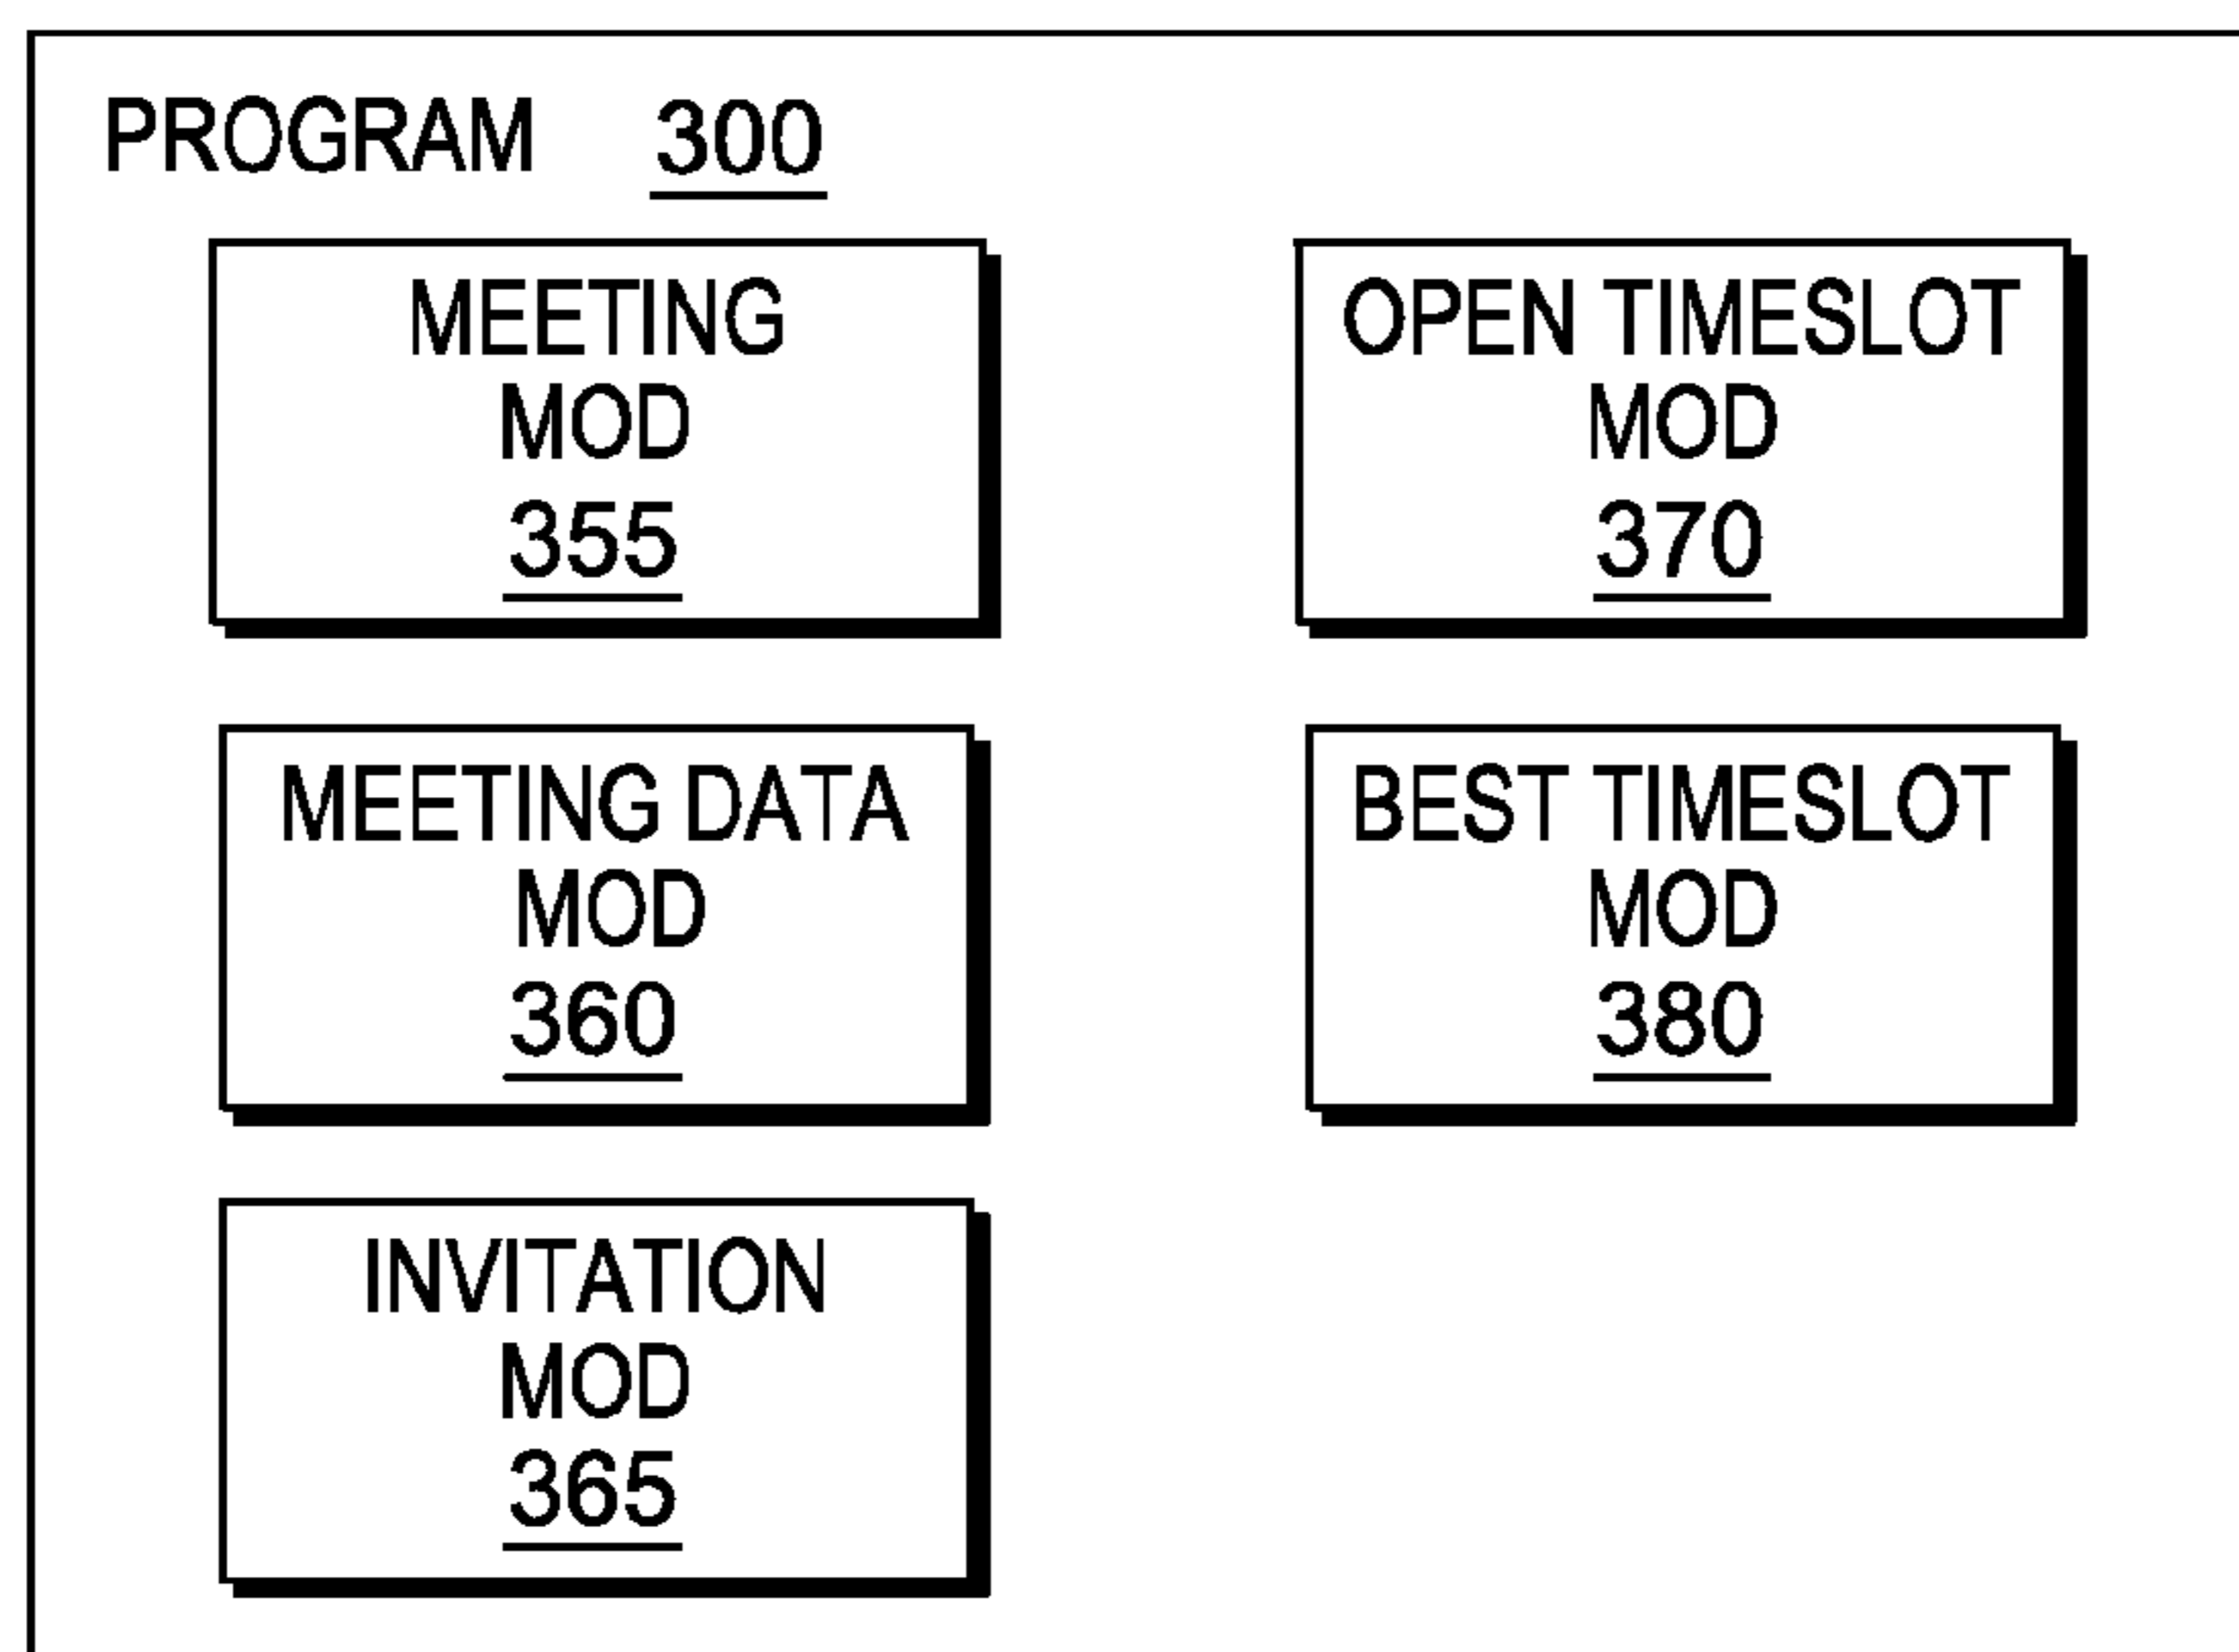 PROGRAM 300
MEETING
MOD
355
OPEN TIMESLOT
MOD
370
MEETING DATA
MOD
360
BEST TIMESLOT
MOD
380
INVITATION
MOD
365